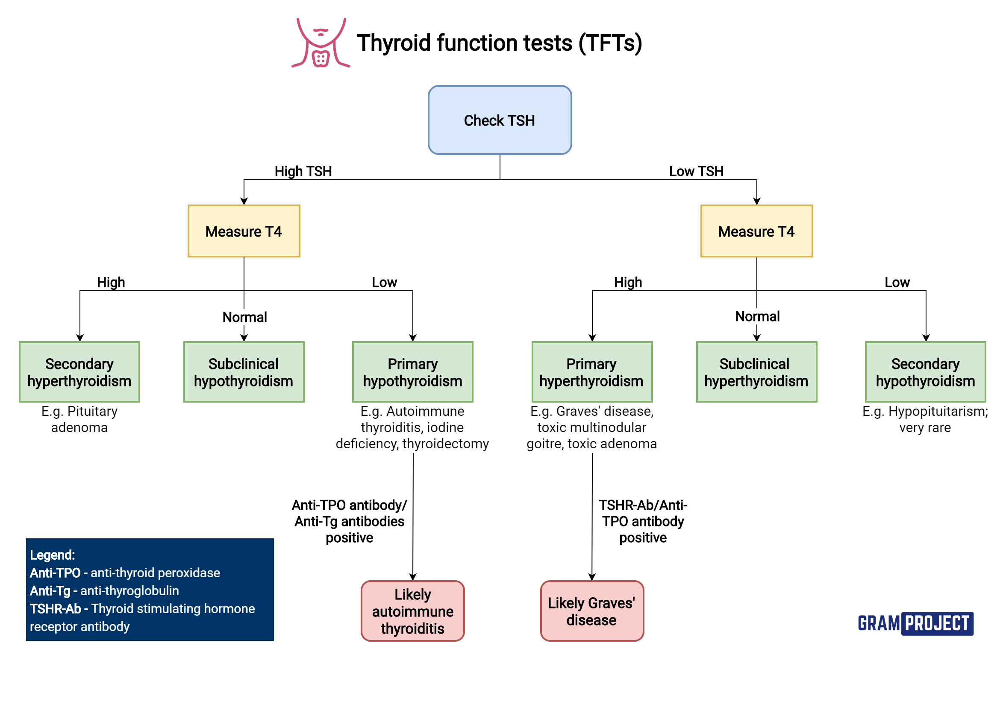 Thyroid function tests (TFTs)
Check TSH
High TSH
Low TSH
Measure T4
Measure T4
High
Low
High
Low
Normal
Normal
Secondary
hyperthyroidism
Subclinical
hypothyroidism
Primary
hypothyroidism
Primary
hyperthyroidism
Subclinical
hyperthyroidism
Secondary
hypothyroidism
E.g. Pituitary
adenoma
E.g. Autoimmune
thyroiditis, iodine
deficiency, thyroidectomy
E.g. Graves' disease,
toxic multinodular
goitre, toxic adenoma
E.g. Hypopituitarism;
very rare
Anti-TPO antibody/
Anti-Tg antibodies
positive
TSHR-Ab/Anti-
TPO antibody
positive
Legend:
Anti-TPO - anti-thyroid peroxidase
Anti-Tg - anti-thyroglobulin
TSHR-Ab - Thyroid stimulating hormone
receptor antibody
Likely
autoimmune
thyroiditis
Likely Graves'
disease
GRAM PROJECT